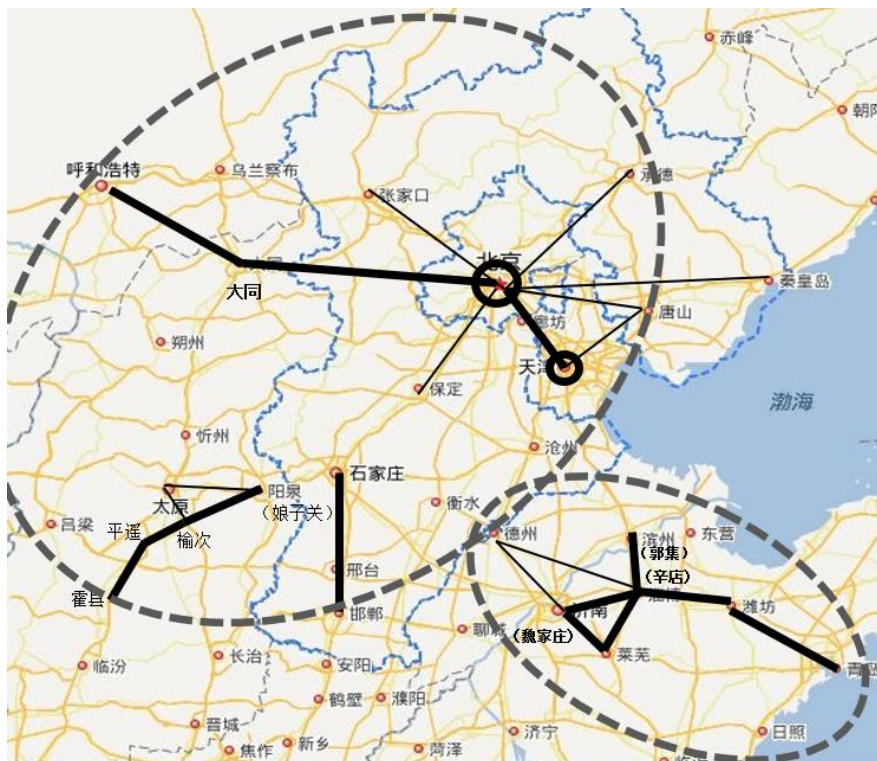 赤峰
朝阳
呼和浩特
乌兰察布
承德
张家口
北京
秦皇岛
大同
唐山
廊坊
朔州
天津
保定
渤海
忻州
沧州
石家庄
阳泉
太原
(娘子关)
衡水
吕梁
平遥
榆次
德州
滨州
东营
(郭集)
(辛店)
邢台
霍县
淄博
潍坊
济南
邯郸
聊城
(魏家庄)
临汾
长治
安阳
莱芜
青岛
鹤壁
濮阳
晋城
济宁
日照
焦作
新乡
菏泽